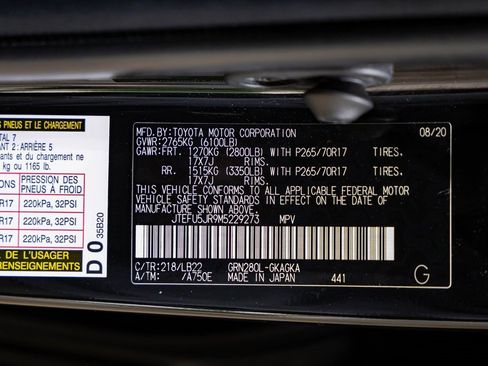 S PNEUS ET LE CHARGEMENT
TAL 7
ANT 2: ARRIÈRE 5
pants et du chargement ne
kg ou 1165 lb.
ONS PRESSION DES PNEUS À FROID
R17 220kPa, 32PSI
R17 220kPa, 32PSI
R17 220kPa, 32PSI
L DE L'USAGER
RENSEIGNEMENTS
D0 35B20
MFD.BY:TOYOTA MOTOR CORPORATION 08/20
GVWR:2765KG (6100LB)
GAWR:FRT. 1270KG (2800LB) WITH P265/70R17 TIRES,
17X7J RIMS.
RR. 1515KG (3350LB) WITH P265/70R17 TIRES,
17X7J RIMS.
THIS VEHICLE CONFORMS TO ALL APPLICABLE FEDERAL MOTOR
VEHICLE SAFETY STANDARDS IN EFFECT ON THE DATE OF
MANUFACTURE SHOWN ABOVE.
JTEFU5JR9M5229273 MPV
C/TR:218/LB22 GRN280L-GKAGKA
A/TM: /A750E MADE IN JAPAN 441 G